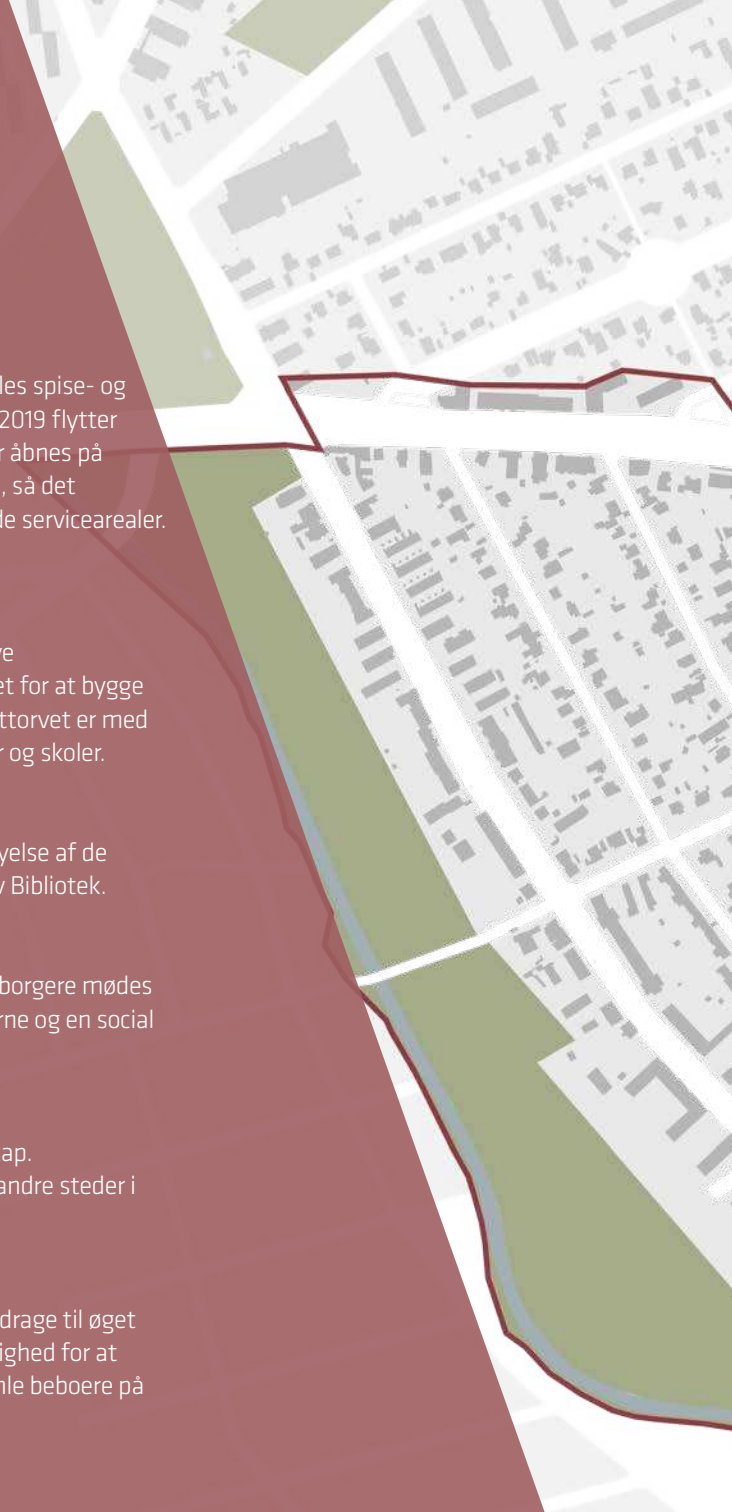 les spise- og
2019 flytter
r åbnes på
, så det
de servicearealer.
et for at bygge
ttorvet er med
r og skoler.
yelse af de
v Bibliotek.
borgere mødes
rne og en social
ap.
andre steder i
drage til øget
ighed for at
nle beboere på